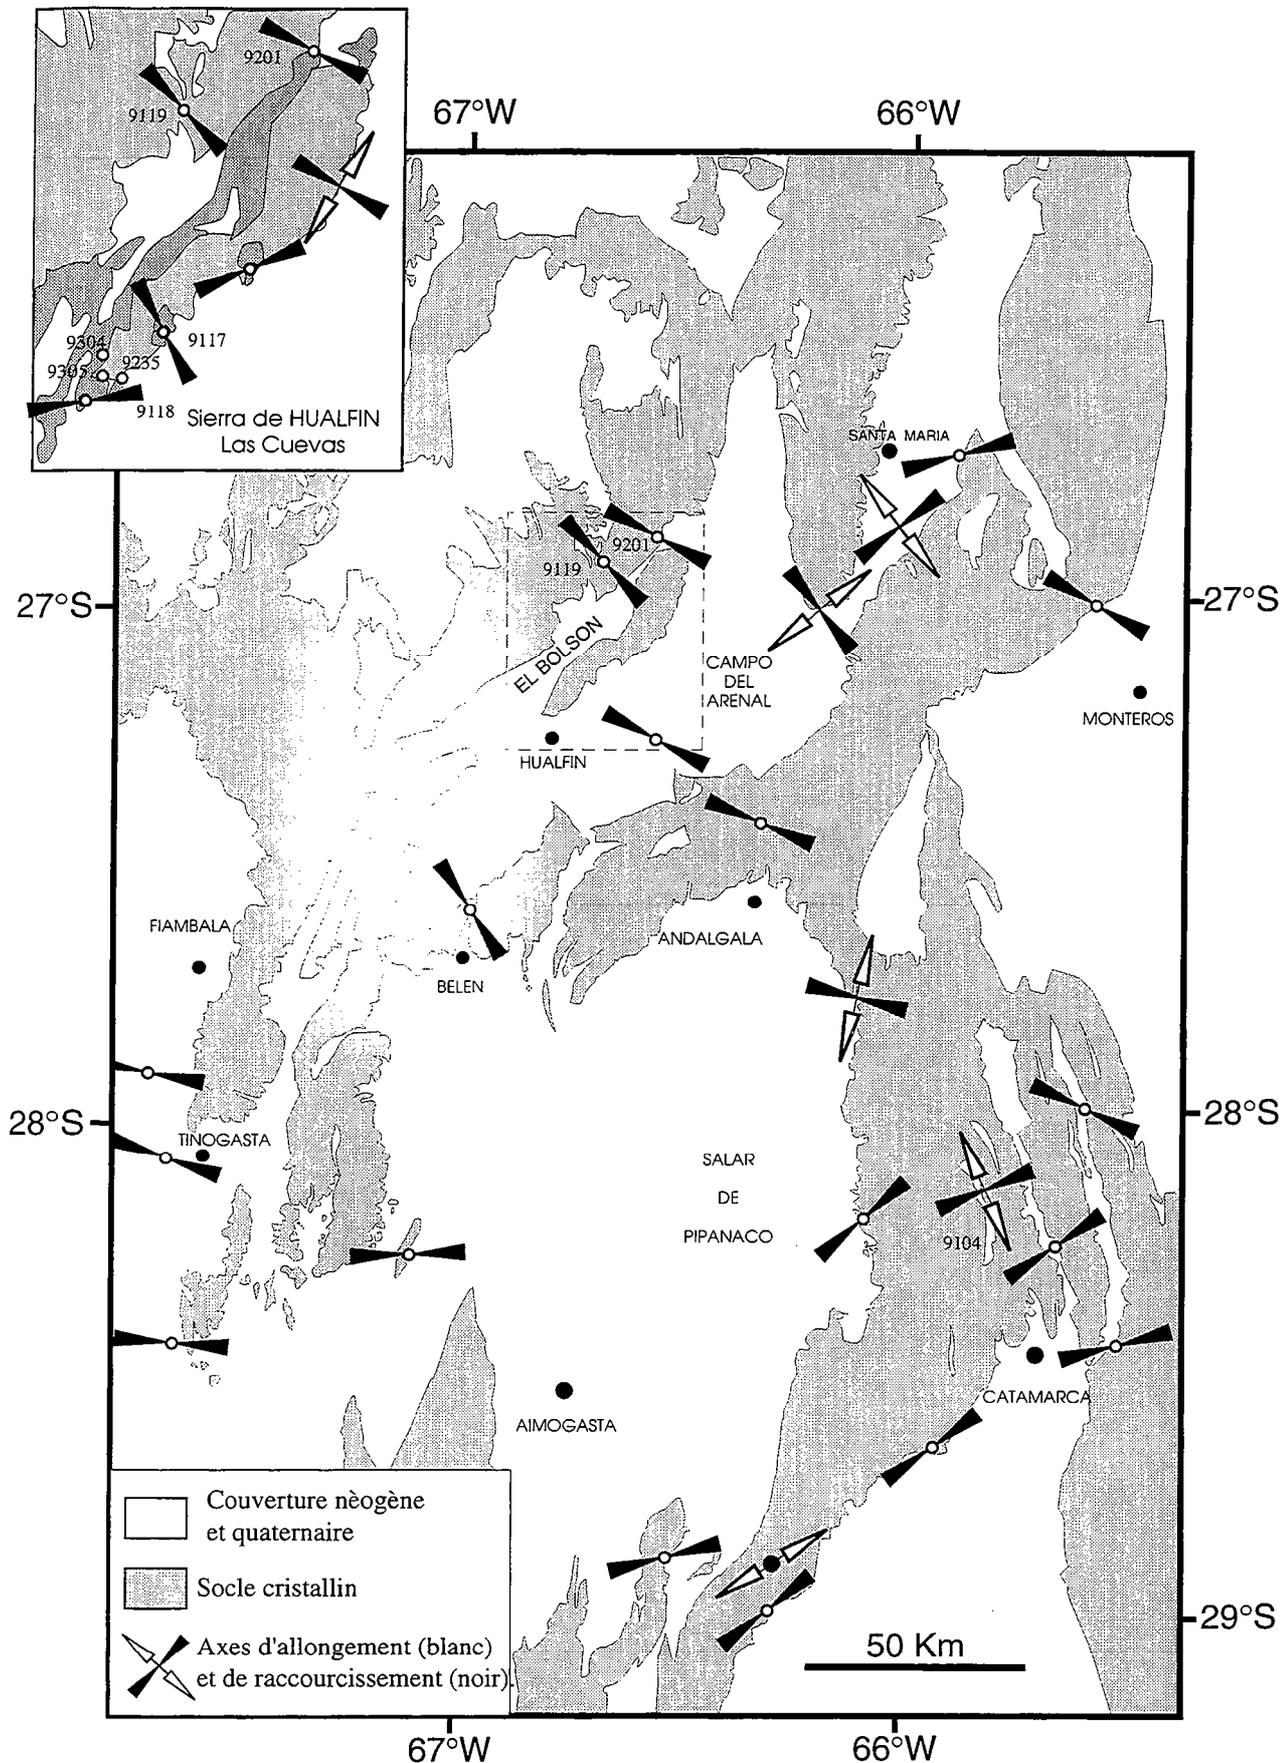 9201
9119
9117
9304
9235
9305
9118
Sierra de HUALFIN
Las Cuevas
67°W
66°W
SANTA MARIA
9201
9119
27°S
27°S
EL BOLSON
CAMPO
DEL
ARENAL
MONTEROS
HUALFIN
FIAMBALA
ANDALGALA
BELEN
28°S
28°S
TINOGASTA
SALAR
DE
PIPANACO
9104
CATAMARCA
AIMOGASTA
Couverture nèogène
et quaternaire
Socle cristallin
Axes d'allongement (blanc)
et de raccourcissement (noir).
50 Km
29°S
67°W
66°W